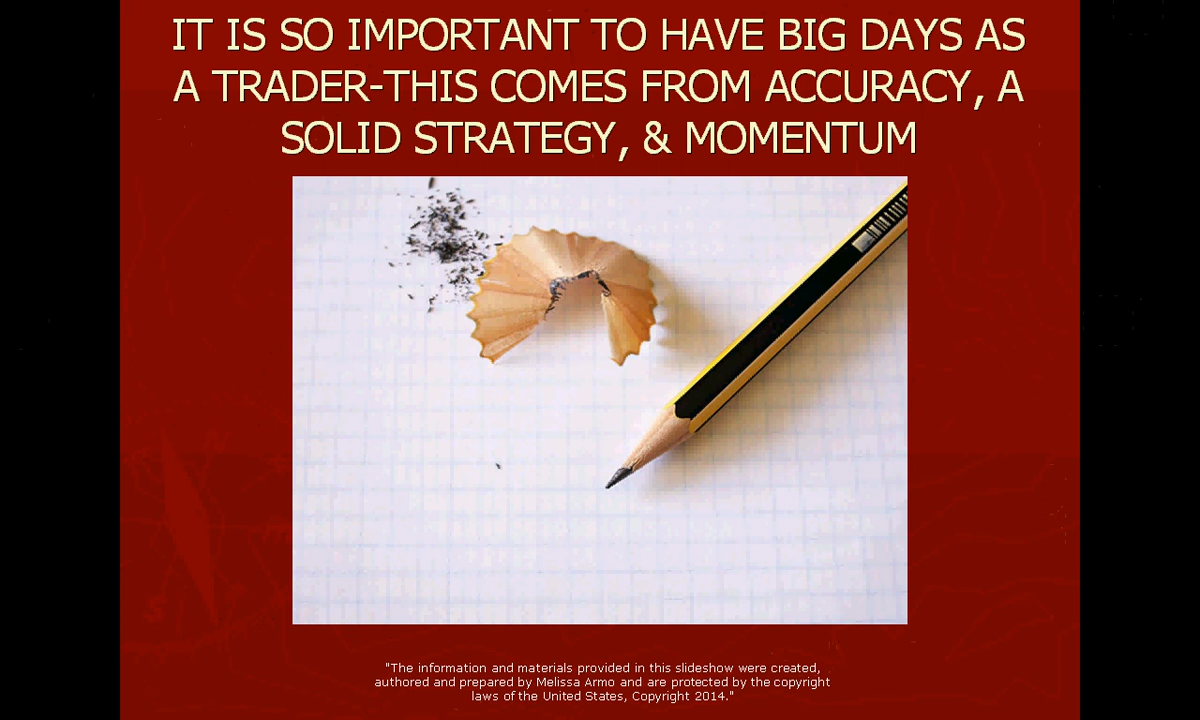 IT IS SO IMPORTANT TO HAVE BIG DAYS AS
A TRADER-THIS COMES FROM ACCURACY, A
SOLID STRATEGY, & MOMENTUM
"The information and materials provided in this slideshow were created,
authored and prepared by Melissa Armo and are protected by the copyright
laws of the United States, Copyright 2014."